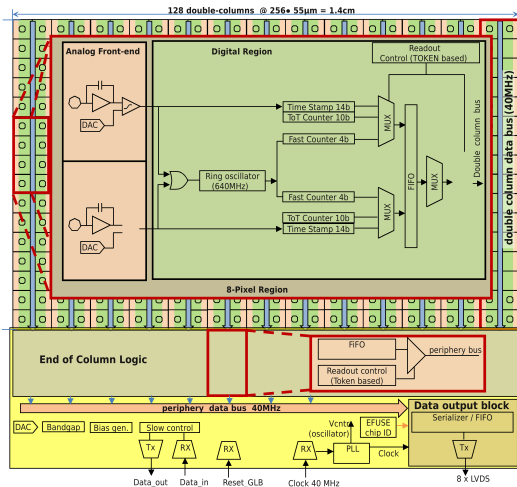 128 double-columns @ 256● 55μm = 1.4cm
Analog Front-end
Digital Region
Readout
Control (TOKEN based)
DAC
Time Stamp 14b
ToT Counter 10b
Fast Counter 4b
MUX
Ring oscillator
(640MHz)
FIFO
MUX
Double column bus
double column data bus (40MHz)
Fast Counter 4b
ToT Counter 10b
Time Stamp 14b
MUX
DAC
8-Pixel Region
End of Column Logic
FiFO
Readout control
(Token based)
periphery bus
periphery data bus 40MHz
Data output block
Serializer / FIFO
DAC
Bandgap
Bias gen.
Slow control
Vcntr
(oscillator)
EFUSE
chip ID
Tx
RX
RX
RX
PLL
Clock
Tx
Data_out
Data_in
Reset_GLB
Clock 40 MHz
8 x LVDS